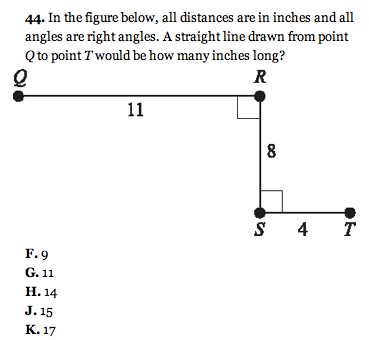 44. In the figure below, all distances are in inches and all
angles are right angles. A straight line drawn from point
Q to point T would be how many inches long?
Q R
11
8
S 4 T
F. 9
G. 11
H. 14
J. 15
K. 17